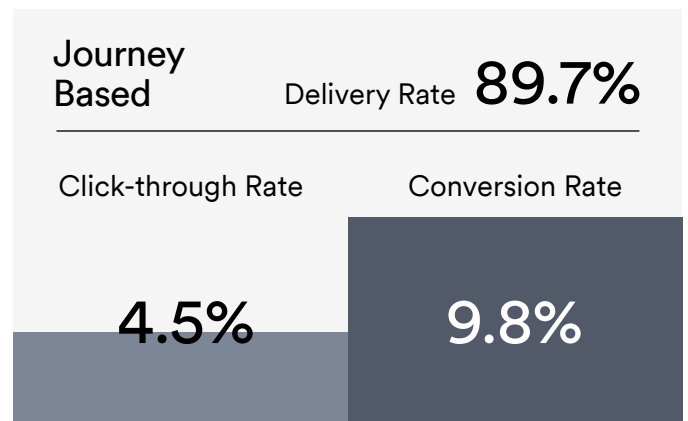 Journey
Based
Delivery Rate 89.7%
Click-through Rate
Conversion Rate
4.5%
9.8%